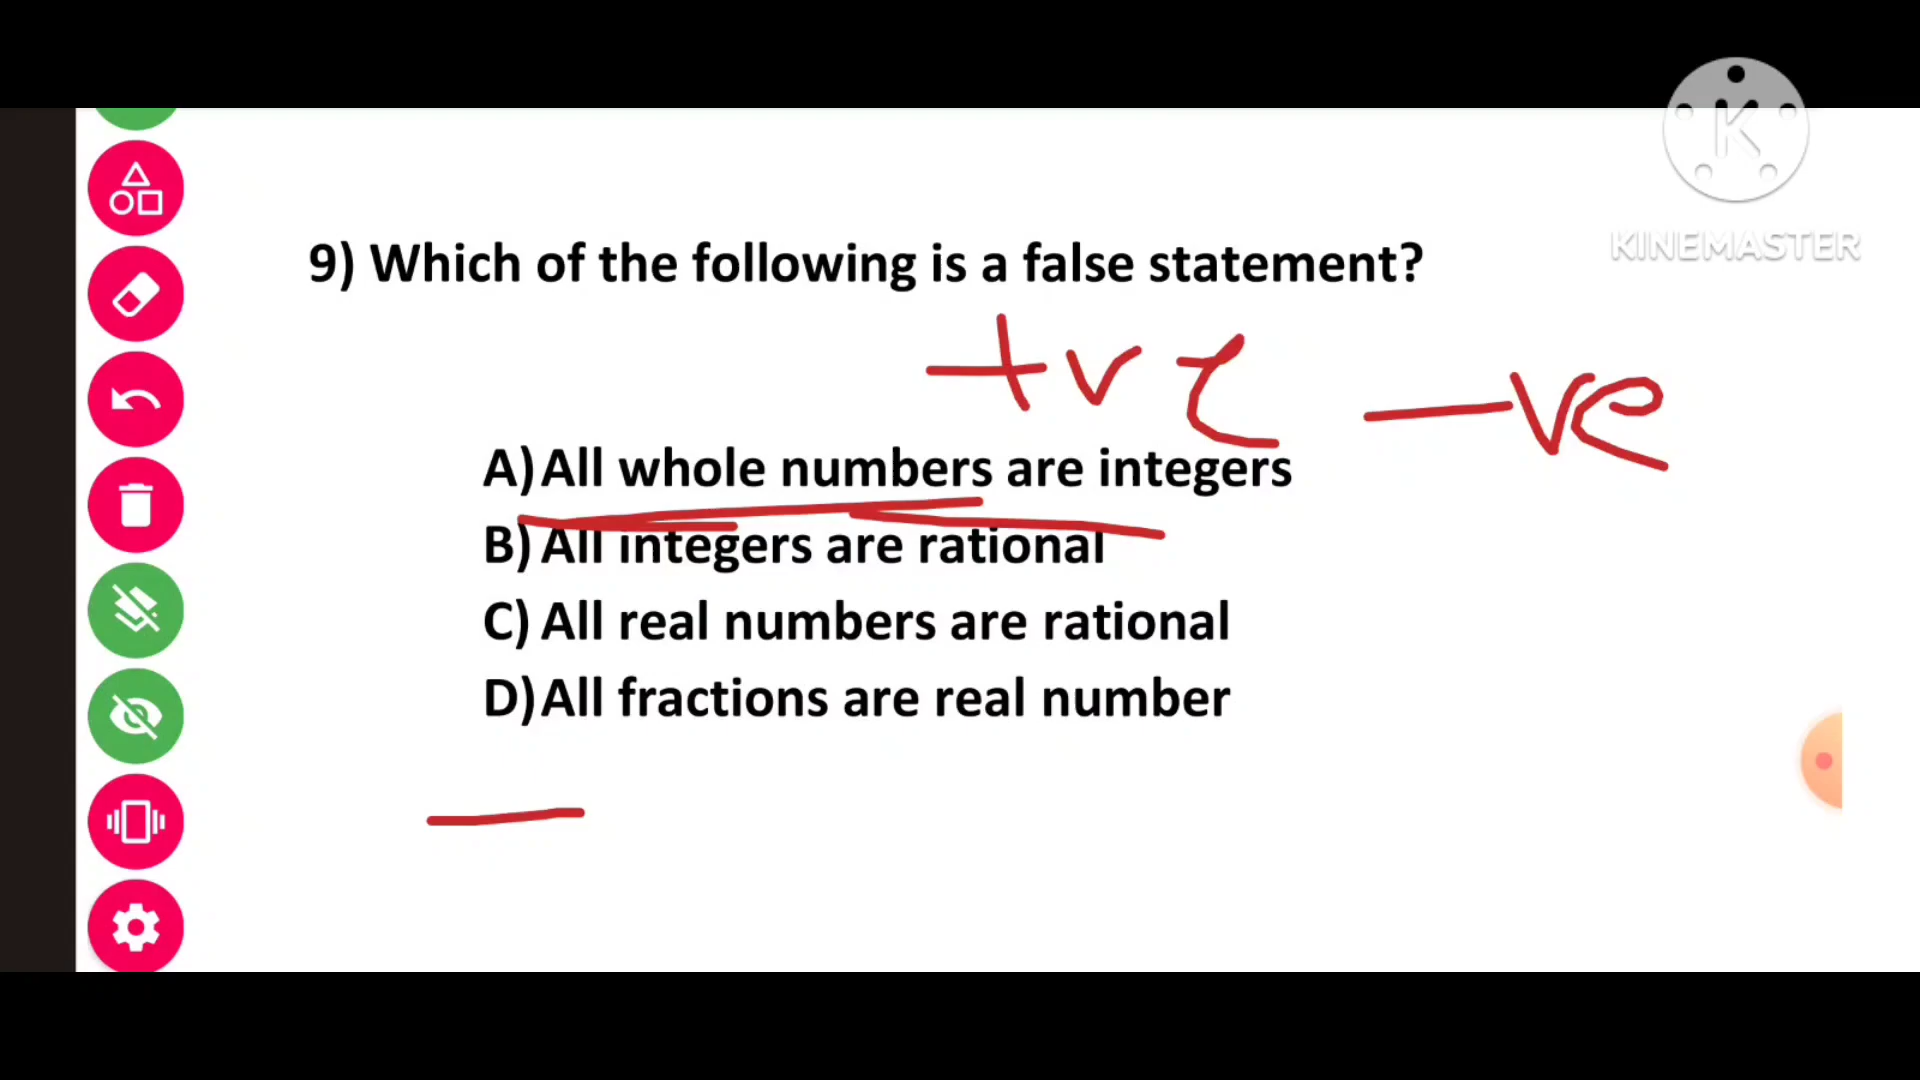 KINEMASTER
9) Which of the following is a false statement?
+ve -ve
A) All whole numbers are integers
B) All integers are rational
C) All real numbers are rational
D) All fractions are real number